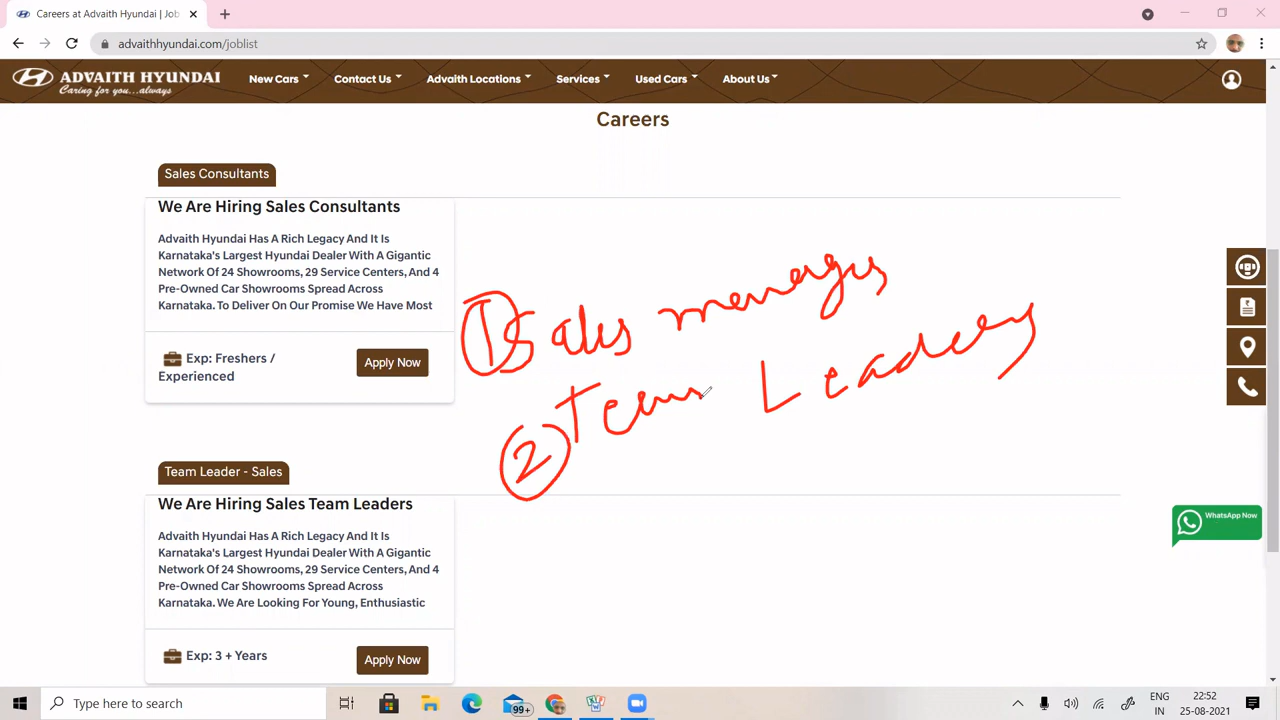 Careers at Advaith Hyundai | Job
advaithhyundai.com/joblist
ADVAITH HYUNDAI
Caring for you...always
New Cars
Contact Us
Advaith Locations
Services
Used Cars
About Us
Careers
Sales Consultants
We Are Hiring Sales Consultants
Advaith Hyundai Has A Rich Legacy And It Is
Karnataka's Largest Hyundai Dealer With A Gigantic
Network Of 24 Showrooms, 29 Service Centers, And 4
Pre-Owned Car Showrooms Spread Across
Karnataka. To Deliver On Our Promise We Have Most
Exp: Freshers /
Experienced
Apply Now
1 Sales
2 Team Leaders
Team Leader - Sales
We Are Hiring Sales Team Leaders
Advaith Hyundai Has A Rich Legacy And It Is
Karnataka's Largest Hyundai Dealer With A Gigantic
Network Of 24 Showrooms, 29 Service Centers, And 4
Pre-Owned Car Showrooms Spread Across
Karnataka. We Are Looking For Young, Enthusiastic
Exp: 3 + Years
Apply Now
WhatsApp Now
Type here to search
99+
ENG
IN
22:52
25-08-2021